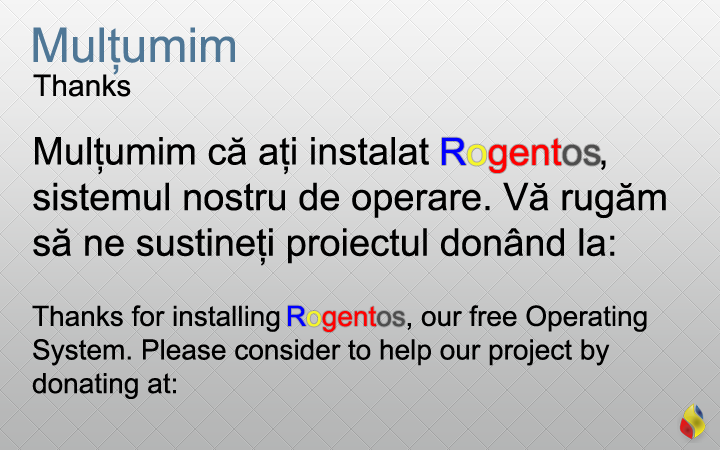 Mulțumim
Thanks
Mulțumim că ați instalat Rogentos,
sistemul nostru de operare. Vă rugăm
să ne sustineți proiectul donând la:
Thanks for installing Rogentos, our free Operating
System. Please consider to help our project by
donating at: